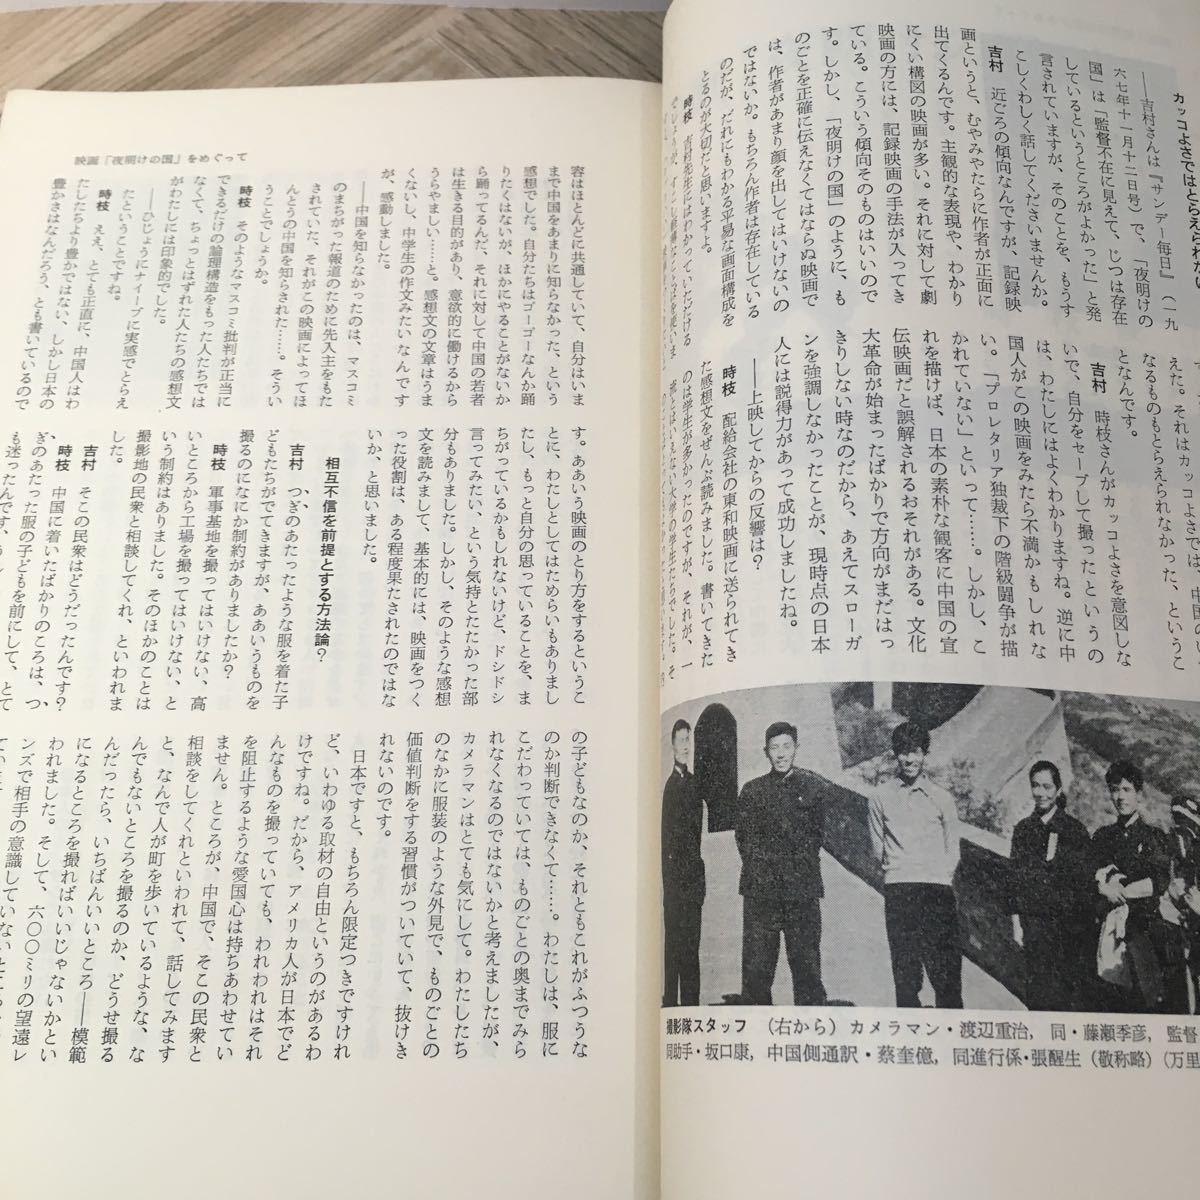 カッコよさではとらえられない
――吉村さんは『サンデー毎日』(一九
六七年十一月十二日号)で、「夜明けの
国」は「監督不在に見えて、じつは存在
しているというところがよかった」と発
言されていますが、そのことを、もうす
こしくわしく話してくださいませんか。
吉村 近ごろの傾向なんですが、記録映
画というと、むやみやたらに作者が正面に
出てくるんです。主観的な表現や、わかり
にくい構図の映画が多い。それに対して劇
映画の方には、記録映画の手法が入ってき
ている。こういう傾向そのものはいいので
す。しかし、「夜明けの国」のように、も
のごとを正確に伝えなくてはならぬ映画で
は、作者があまり顔を出してはいけないの
ではないか。もちろん作者は存在している
のだが、だれにもわかる平易な画面構成を
とるのが大切だと思いますよ。
時枝 吉村先生にはわかっていただける
えた。それはカッコよさでは、中国の
なるものもとらえられなかった、というこ
となんです。
吉村 時枝さんがカッコよさを意図しな
いで、自分をセーブして撮ったというの
は、わたしにはよくわかりますね。逆に中
国人がこの映画をみたら不満かもしれな
い。「プロレタリア独裁下の階級闘争が描
かれていない」といって……。しかし、こ
れを描けば、日本の素朴な観客に中国の宣
伝映画だと誤解されるおそれがある。文化
大革命が始まったばかりで方向がまだはっ
きりしない時なのだから、あえてスローガ
ンを強調しなかったことが、現時点の日本
人には説得力があって成功しましたね。
――上映してからの反響は?
時枝 配給会社の東和映画に送られてき
た感想文をぜんぶ読みました。書いてきた
のは学生が多かったのですが、それが、一
流とはいえない大学の学生たちでした。そ
撮影隊スタッフ (右から) カメラマン・渡辺重治, 同・藤瀬季彦, 監督
同助手・坂口康, 中国側通訳・蔡奎億, 同進行係・張醒生 (敬称略) (万里
映画「夜明けの国」をめぐって
容はほとんどに共通していて、自分はいま
まで中国をあまりに知らなかった、という
感想でした。自分たちはゴーゴーなんか踊
りたくはないが、ほかにやることがないか
ら踊ってるんだ、それに対して中国の若者
は生きる目的があり、意欲的に働けるから
うらやましい……と。感想文の文章はうま
くないし、中学生の作文みたいなんです
が、感動しました。
――中国を知らなかったのは、マスコミ
のまちがった報道のために先入主をもた
されていた、それがこの映画によってほ
んとうの中国を知らされた……。そうい
うことでしょうか。
時枝 そのようなマスコミ批判が正当に
できるだけの論理構造をもった人たちでは
なくて、ちょっとはずれた人たちの感想文
がわたしには印象的でした。
――ひじょうにナイーブに実感でとらえ
たということですね。
時枝 ええ、とても正直に、中国人はわ
たしたちより豊かではない、しかし日本の
豊かさはなんだろう、とも書いているので
す。ああいう映画のとり方をするというこ
とに、わたしとしてはためらいもありまし
たし、もっと自分の思っていることを、ま
ちがっているかもしれないけど、ドシドシ
言ってみたい、という気持とたたかった部
分もありました。しかし、そのような感想
文を読みまして、基本的には、映画をつく
った役割は、ある程度果たされたのではな
いか、と思いました。
相互不信を前提とする方法論?
吉村 つぎのあたったような服を着た子
どもたちがでてきますが、ああいうものを
撮るのになにか制約がありましたか?
時枝 軍事基地を撮ってはいけない、高
いところから工場を撮ってはいけない、と
いう制約はありました。そのほかのことは
撮影地の民衆と相談してくれ、といわれま
した。
吉村 そこの民衆はどうだったんです?
時枝 中国に着いたばかりのころは、つ
ぎのあたった服の子どもを前にして、とて
も迷ったんです。
の子どもなのか、それともこれがふつうな
のか判断できなくて……。わたしは、服に
こだわっていては、ものごとの奥までみら
れなくなるのではないかと考えましたが、
カメラマンはとても気にして。わたしたち
のなかに服装のような外見で、ものごとの
価値判断をする習慣がついていて、抜けき
れないのです。
日本ですと、もちろん限定つきですけれ
ど、いわゆる取材の自由というのがあるわ
けですね。だから、アメリカ人が日本でど
んなものを撮っていても、われわれはそれ
を阻止するような愛国心は持ちあわせてい
ません。ところが、中国で、そこの民衆と
相談をしてくれといわれて、話してみます
と、なんで人が町を歩いているような、な
んでもないところを撮るのか、どうせ撮る
んだったら、いちばんいいところ――模範
になるところを撮ればいいじゃないかとい
われました。そして、六〇〇ミリの望遠レ
ンズで相手の意識していないところを